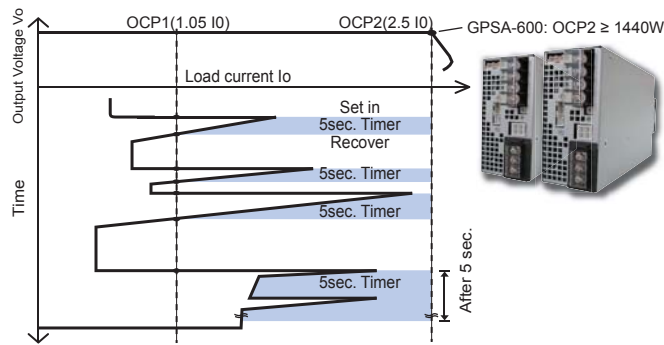 OCP1(1.05 I0)
OCP2(2.5 I0)
GPSA-600: OCP2 ≥ 1440W
Output Voltage Vo
Load current Io
Set in
5sec. Timer
Recover
5sec. Timer
5sec. Timer
5sec. Timer
Time
After 5 sec.